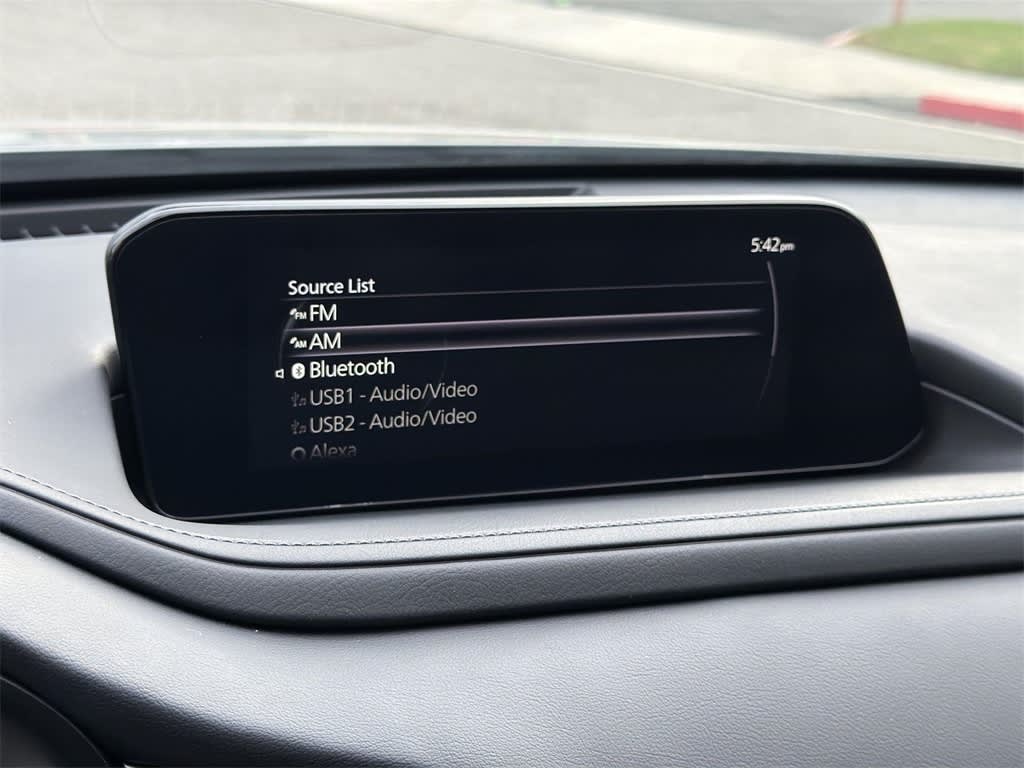 5:42pm
Source List
FM FM
AM AM
Bluetooth
USB1 - Audio/Video
USB2 - Audio/Video
Alexa